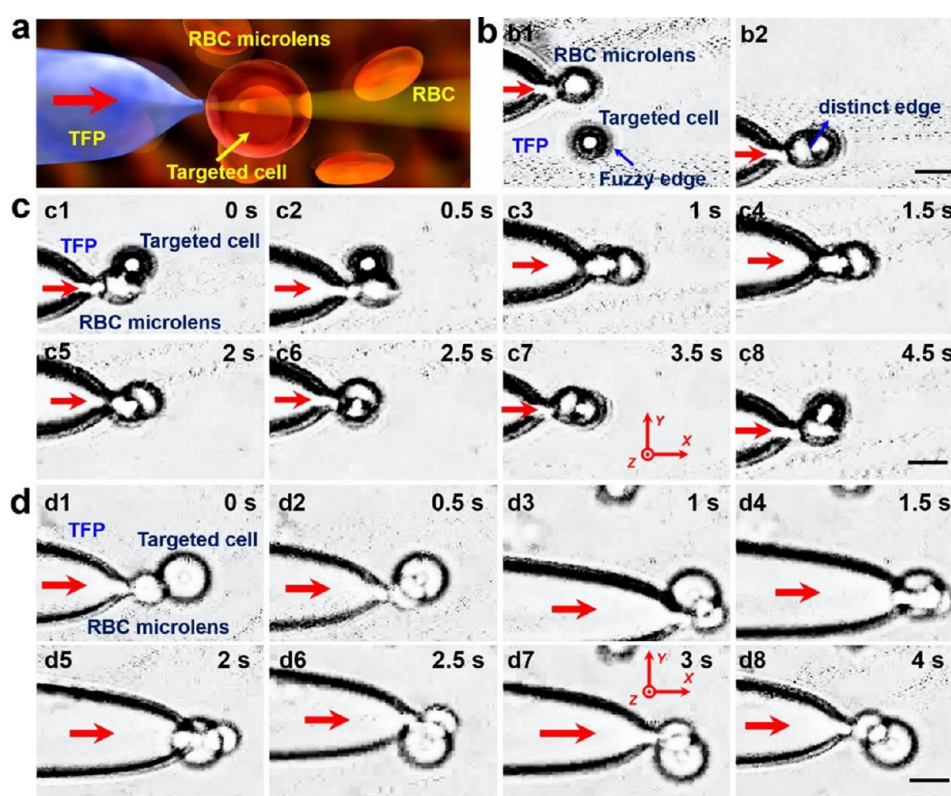 a
RBC microlens
RBC
TFP
Targeted cell
b
b1
RBC microlens
Targeted cell
TFP
Fuzzy edge
b2
distinct edge
c
c1
0 s
TFP
Targeted cell
RBC microlens
c2
0.5 s
c3
1 s
c4
1.5 s
c5
2 s
c6
2.5 s
c7
3.5 s
Y
X
Z
c8
4.5 s
d
d1
0 s
TFP
Targeted cell
RBC microlens
d2
0.5 s
d3
1 s
d4
1.5 s
d5
2 s
d6
2.5 s
d7
3 s
Y
X
Z
d8
4 s